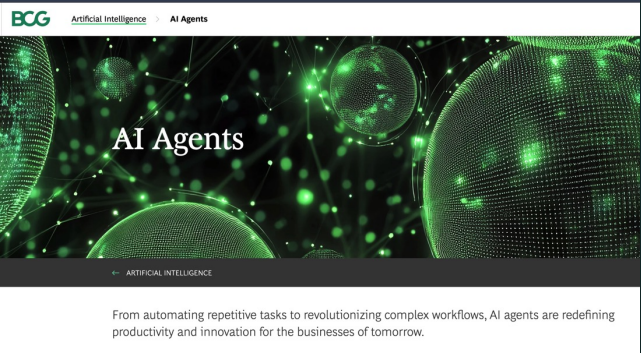 BCG
Artificial Intelligence > AI Agents
AI Agents
← ARTIFICIAL INTELLIGENCE
From automating repetitive tasks to revolutionizing complex workflows, AI agents are redefining
productivity and innovation for the businesses of tomorrow.